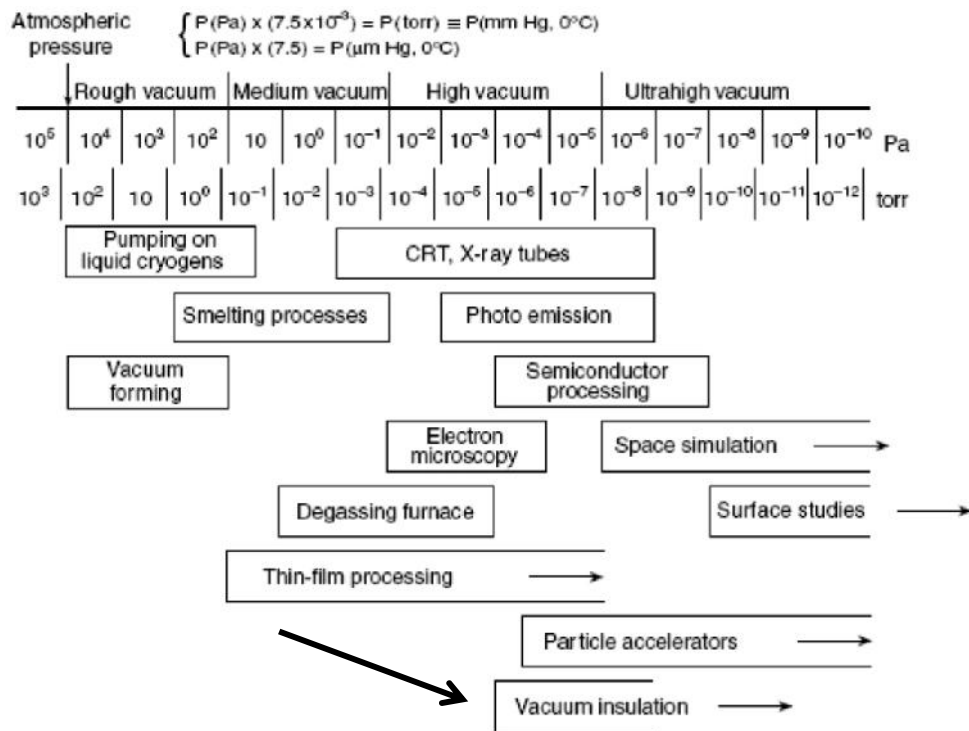 Atmospheric
pressure
P(Pa) x (7.5x10⁻³) = P(torr) ≡ P(mm Hg, 0°C)
P(Pa) x (7.5) = P(μm Hg, 0°C)
Rough vacuum Medium vacuum High vacuum Ultrahigh vacuum
10⁵ 10⁴ 10³ 10² 10 10⁰ 10⁻¹ 10⁻² 10⁻³ 10⁻⁴ 10⁻⁵ 10⁻⁶ 10⁻⁷ 10⁻⁸ 10⁻⁹ 10⁻¹⁰ Pa
10³ 10² 10 10⁰ 10⁻¹ 10⁻² 10⁻³ 10⁻⁴ 10⁻⁵ 10⁻⁶ 10⁻⁷ 10⁻⁸ 10⁻⁹ 10⁻¹⁰ 10⁻¹¹ 10⁻¹² torr
Pumping on
liquid cryogens
CRT, X-ray tubes
Smelting processes
Photo emission
Vacuum
forming
Semiconductor
processing
Electron
microscopy
Space simulation
Degassing furnace
Surface studies
Thin-film processing
Particle accelerators
Vacuum insulation